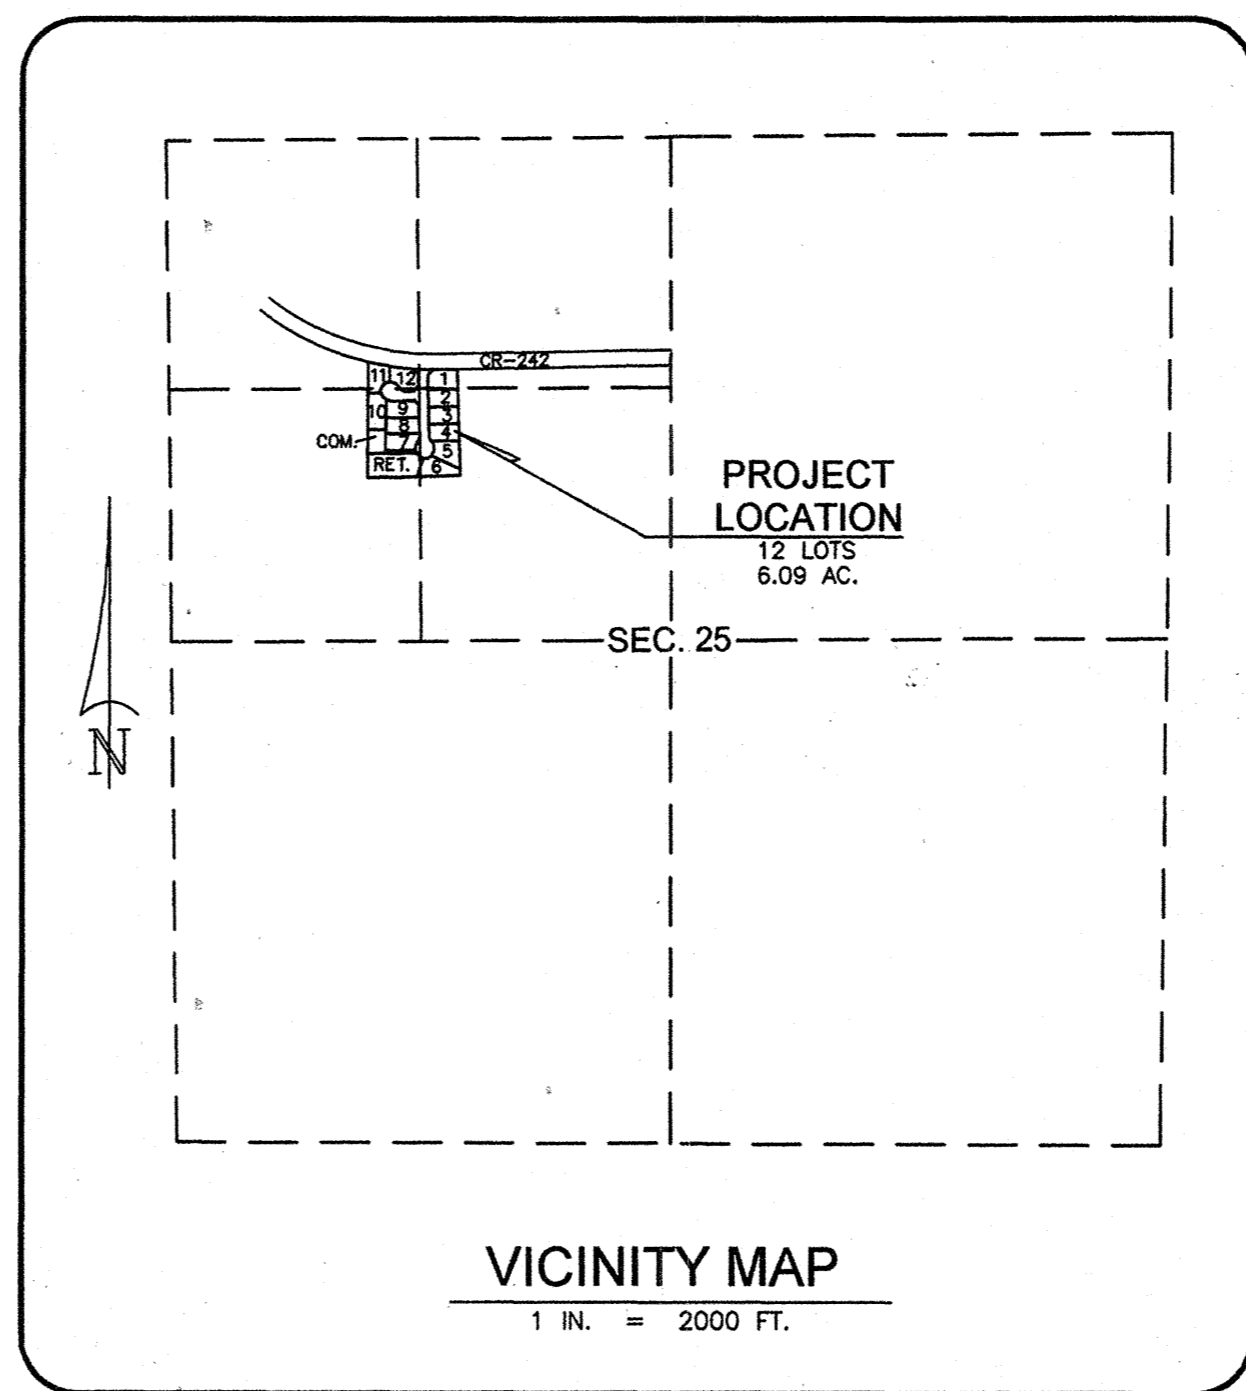 CR-242
11
12
1
2
10
9
3
8
4
COM.
7
5
RET.
6
PROJECT
LOCATION
12 LOTS
6.09 AC.
SEC. 25
N
VICINITY MAP
1 IN. = 2000 FT.